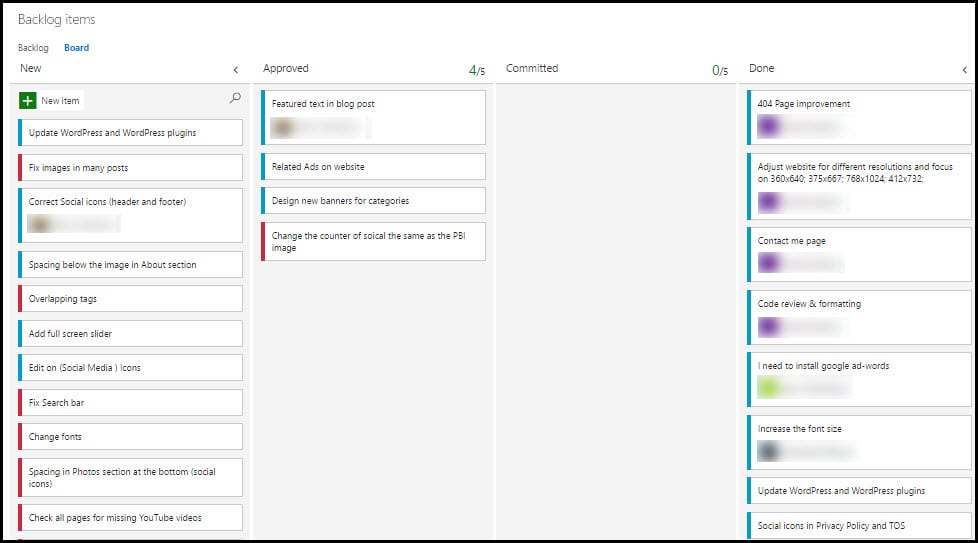 Backlog items
Backlog Board
New
New item
Update WordPress and WordPress plugins
Fix images in many posts
Correct Social icons (header and footer)
Spacing below the image in About section
Overlapping tags
Add full screen slider
Edit on (Social Media ) Icons
Fix Search bar
Change fonts
Spacing in Photos section at the bottom (social
icons)
Check all pages for missing YouTube videos
Approved 4/5
Featured text in blog post
Related Ads on website
Design new banners for categories
Change the counter of soical the same as the PBI
image
Committed 0/5
Done
404 Page improvement
Adjust website for different resolutions and focus
on 360x640; 375x667; 768x1024; 412x732;
Contact me page
Code review & formatting
I need to install google ad-words
Increase the font size
Update WordPress and WordPress plugins
Social icons in Privacy Policy and TOS